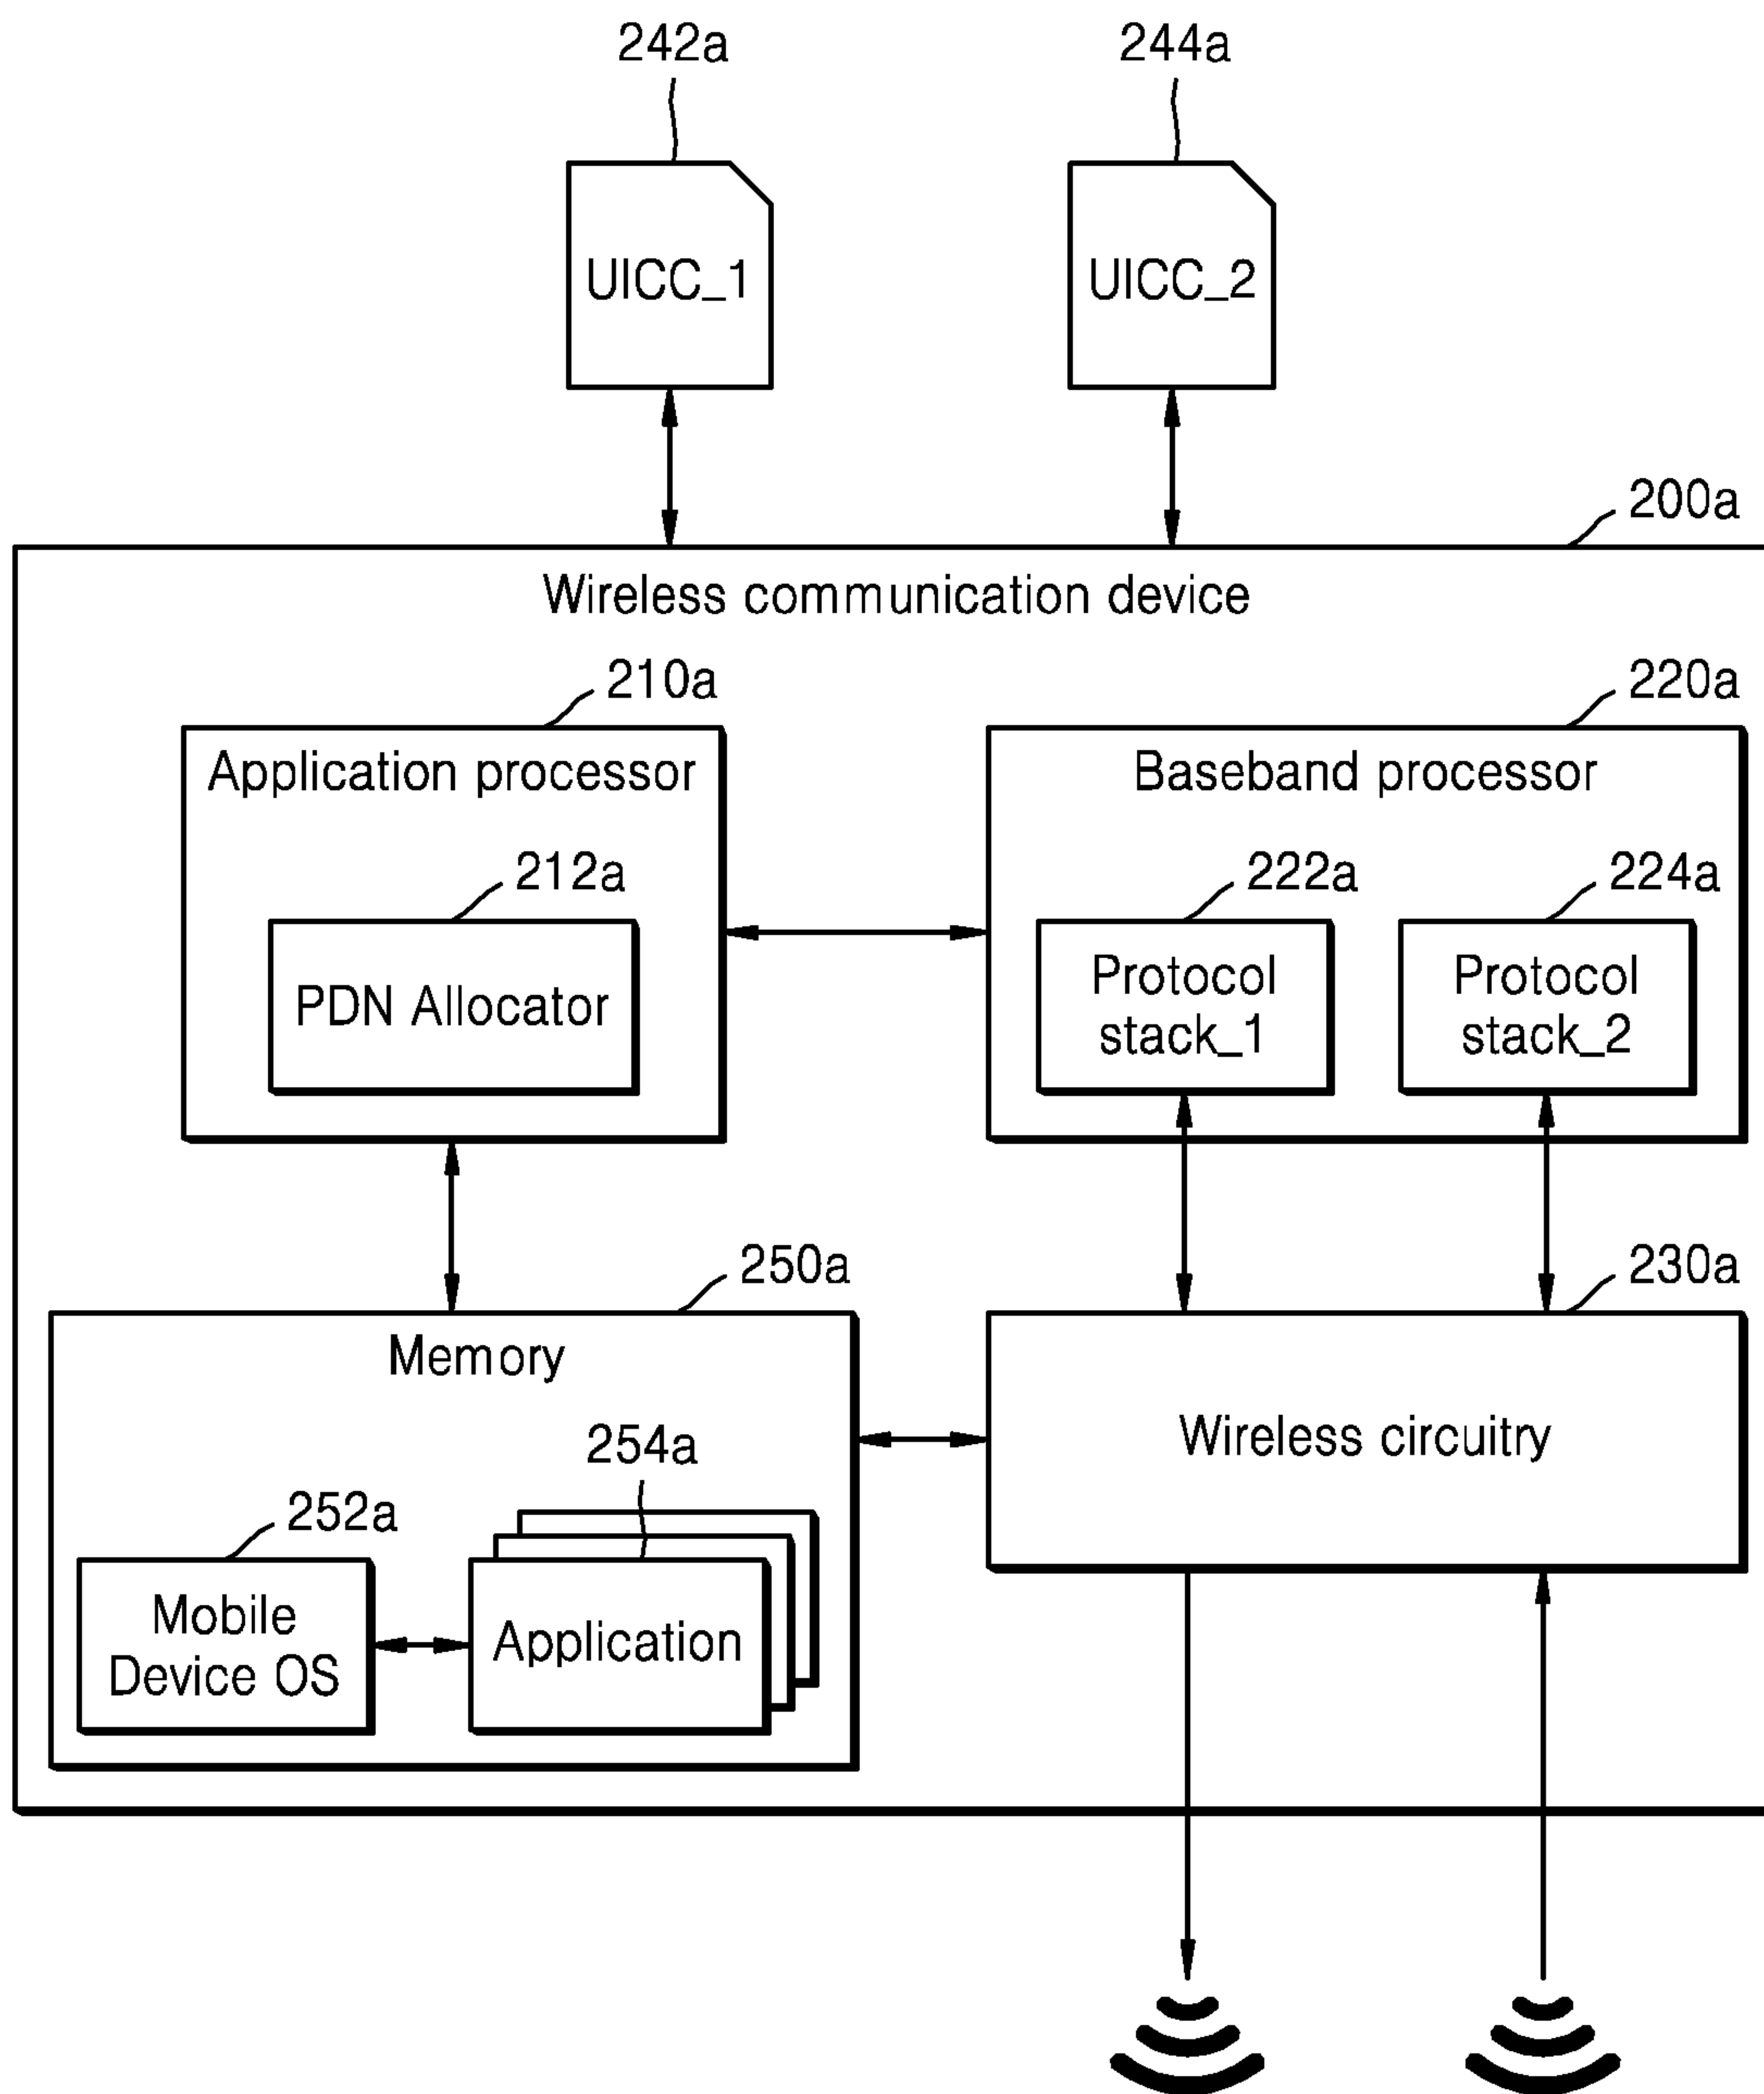 242a
244a
UICC_1
UICC_2
200a
Wireless communication device
210a
220a
Application processor
Baseband processor
212a
222a
224a
PDN Allocator
Protocol
stack_1
Protocol
stack_2
250a
230a
Memory
Wireless circuitry
254a
252a
Mobile
Device OS
Application